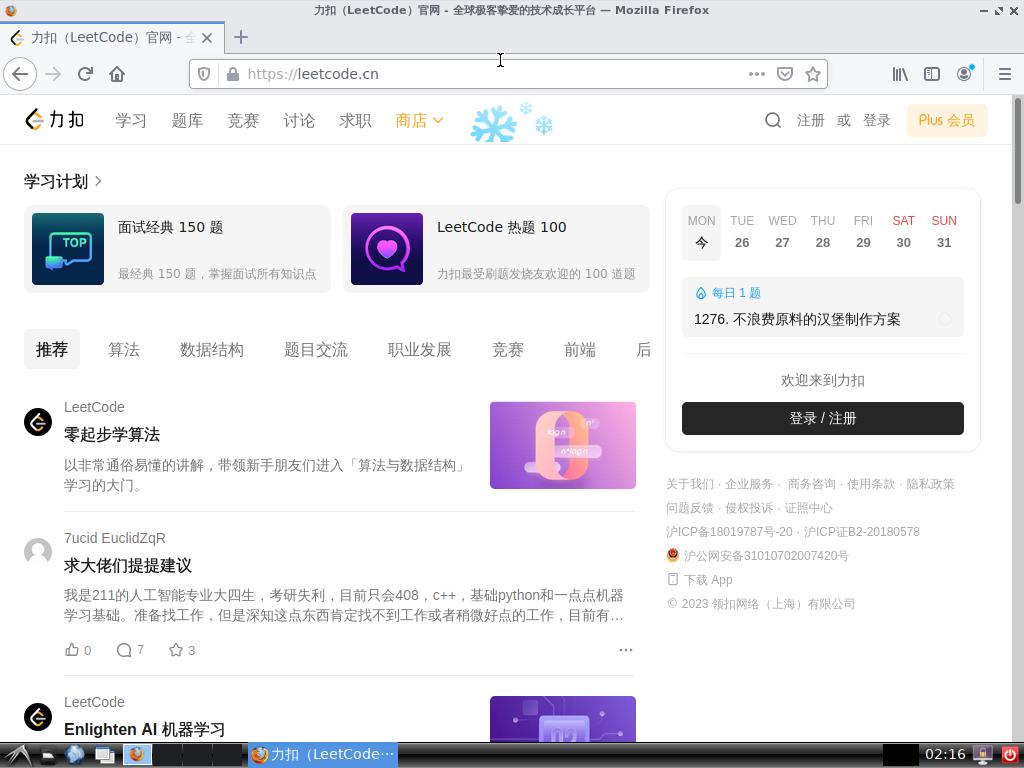 力扣（LeetCode）官网 - 全球极客挚爱的技术成长平台 — Mozilla Firefox
力扣（LeetCode）官网 - 全
https://leetcode.cn
力扣 学习 题库 竞赛 讨论 求职 商店 注册 或 登录 Plus 会员
学习计划
面试经典 150 题
最经典 150 题，掌握面试所有知识点
TOP
LeetCode 热题 100
力扣最受刷题发烧友欢迎的 100 道题
MON TUE WED THU FRI SAT SUN
今 26 27 28 29 30 31
每日 1 题
1276. 不浪费原料的汉堡制作方案
欢迎来到力扣
登录 / 注册
推荐 算法 数据结构 题目交流 职业发展 竞赛 前端 后
LeetCode
零起步学算法
以非常通俗易懂的讲解，带领新手朋友们进入「算法与数据结构」
学习的大门。
logn
n²
n*logn
7ucid EuclidZqR
求大佬们提提建议
我是211的人工智能专业大四生，考研失利，目前只会408，c++，基础python和一点点机器
学习基础。准备找工作，但是深知这点东西肯定找不到工作或者稍微好点的工作，目前有…
0 7 3
LeetCode
Enlighten AI 机器学习
02
关于我们 · 企业服务 · 商务咨询 · 使用条款 · 隐私政策
问题反馈 · 侵权投诉 · 证照中心
沪ICP备18019787号-20 · 沪ICP证B2-20180578
沪公网安备31010702007420号
下载 App
© 2023 领扣网络（上海）有限公司
力扣（LeetCode…
02:16